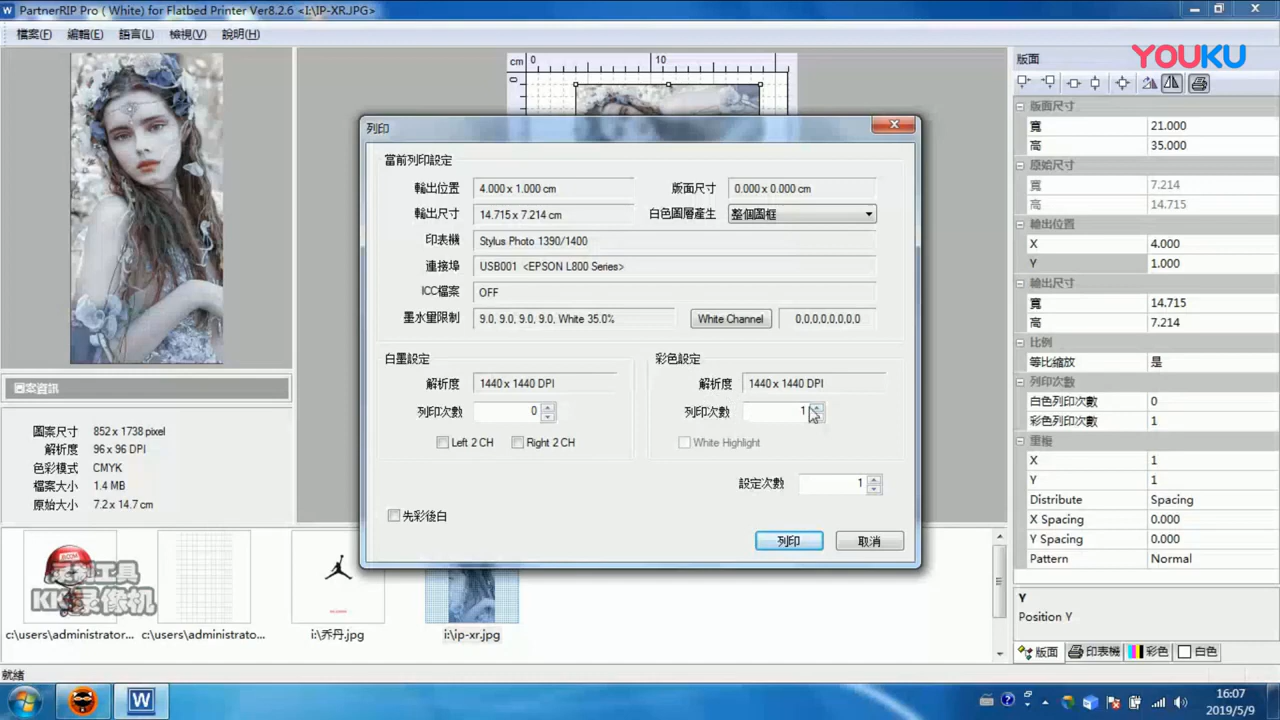 PartnerRIP Pro ( White) for Flatbed Printer Ver8.2.6 <I:\IP-XR.JPG>
檔案(F) 編輯(E) 語言(L) 檢視(V) 說明(H)
YOUKU
cm 0 10
0
版面
版面尺寸
寬 21.000
高 35.000
原始尺寸
寬 7.214
高 14.715
輸出位置
X 4.000
Y 1.000
輸出尺寸
寬 14.715
高 7.214
比例
等比縮放 是
列印次數
白色列印次數 0
彩色列印次數 1
重複
X 1
Y 1
Distribute Spacing
X Spacing 0.000
Y Spacing 0.000
Pattern Normal
Y
Position Y
版面 印表機 彩色 白色
列印
當前列印設定
輸出位置 4.000 x 1.000 cm 版面尺寸 0.000 x 0.000 cm
輸出尺寸 14.715 x 7.214 cm 白色圖層產生 整個圖框
印表機 Stylus Photo 1390/1400
連接埠 USB001 <EPSON L800 Series>
ICC檔案 OFF
墨水量限制 9.0, 9.0, 9.0, 9.0, White 35.0% White Channel 0,0,0,0,0,0,0,0
白墨設定 彩色設定
解析度 1440 x 1440 DPI 解析度 1440 x 1440 DPI
列印次數 0 列印次數 1
Left 2 CH Right 2 CH White Highlight
設定次數 1
先彩後白
列印 取消
圖案資訊
圖案尺寸 852 x 1738 pixel
解析度 96 x 96 DPI
色彩模式 CMYK
檔案大小 1.4 MB
原始大小 7.2 x 14.7 cm
工具
KK录像机
c:\users\administrator... c:\users\administrato... i:\乔丹.jpg i:\ip-xr.jpg
就緒
16:07
2019/5/9